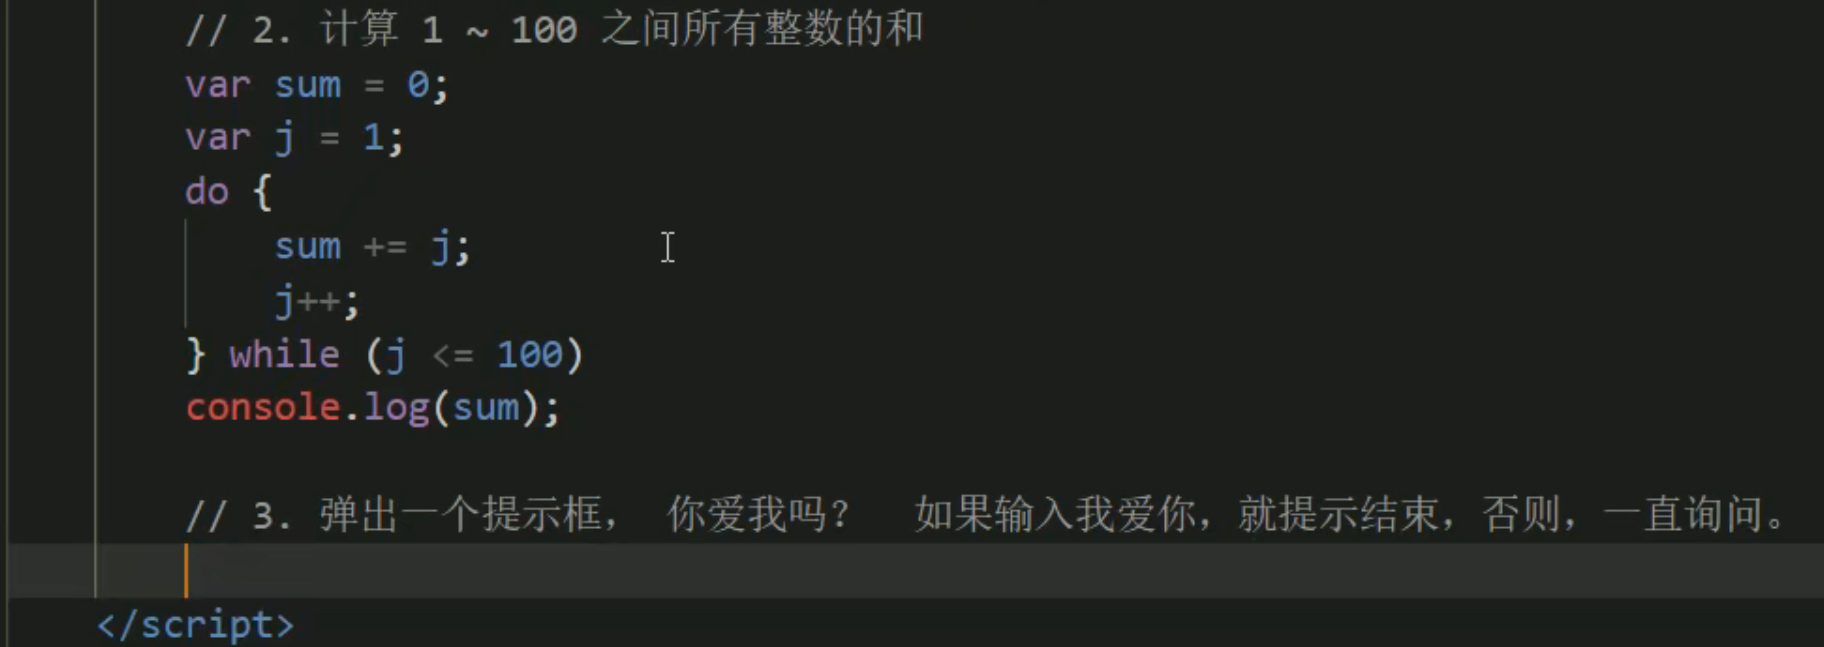 // 2. 计算 1 ~ 100 之间所有整数的和
var sum = 0;
var j = 1;
do {
sum += j;
j++;
} while (j <= 100)
console.log(sum);
// 3. 弹出一个提示框， 你爱我吗？ 如果输入我爱你，就提示结束，否则，一直询问。
</script>